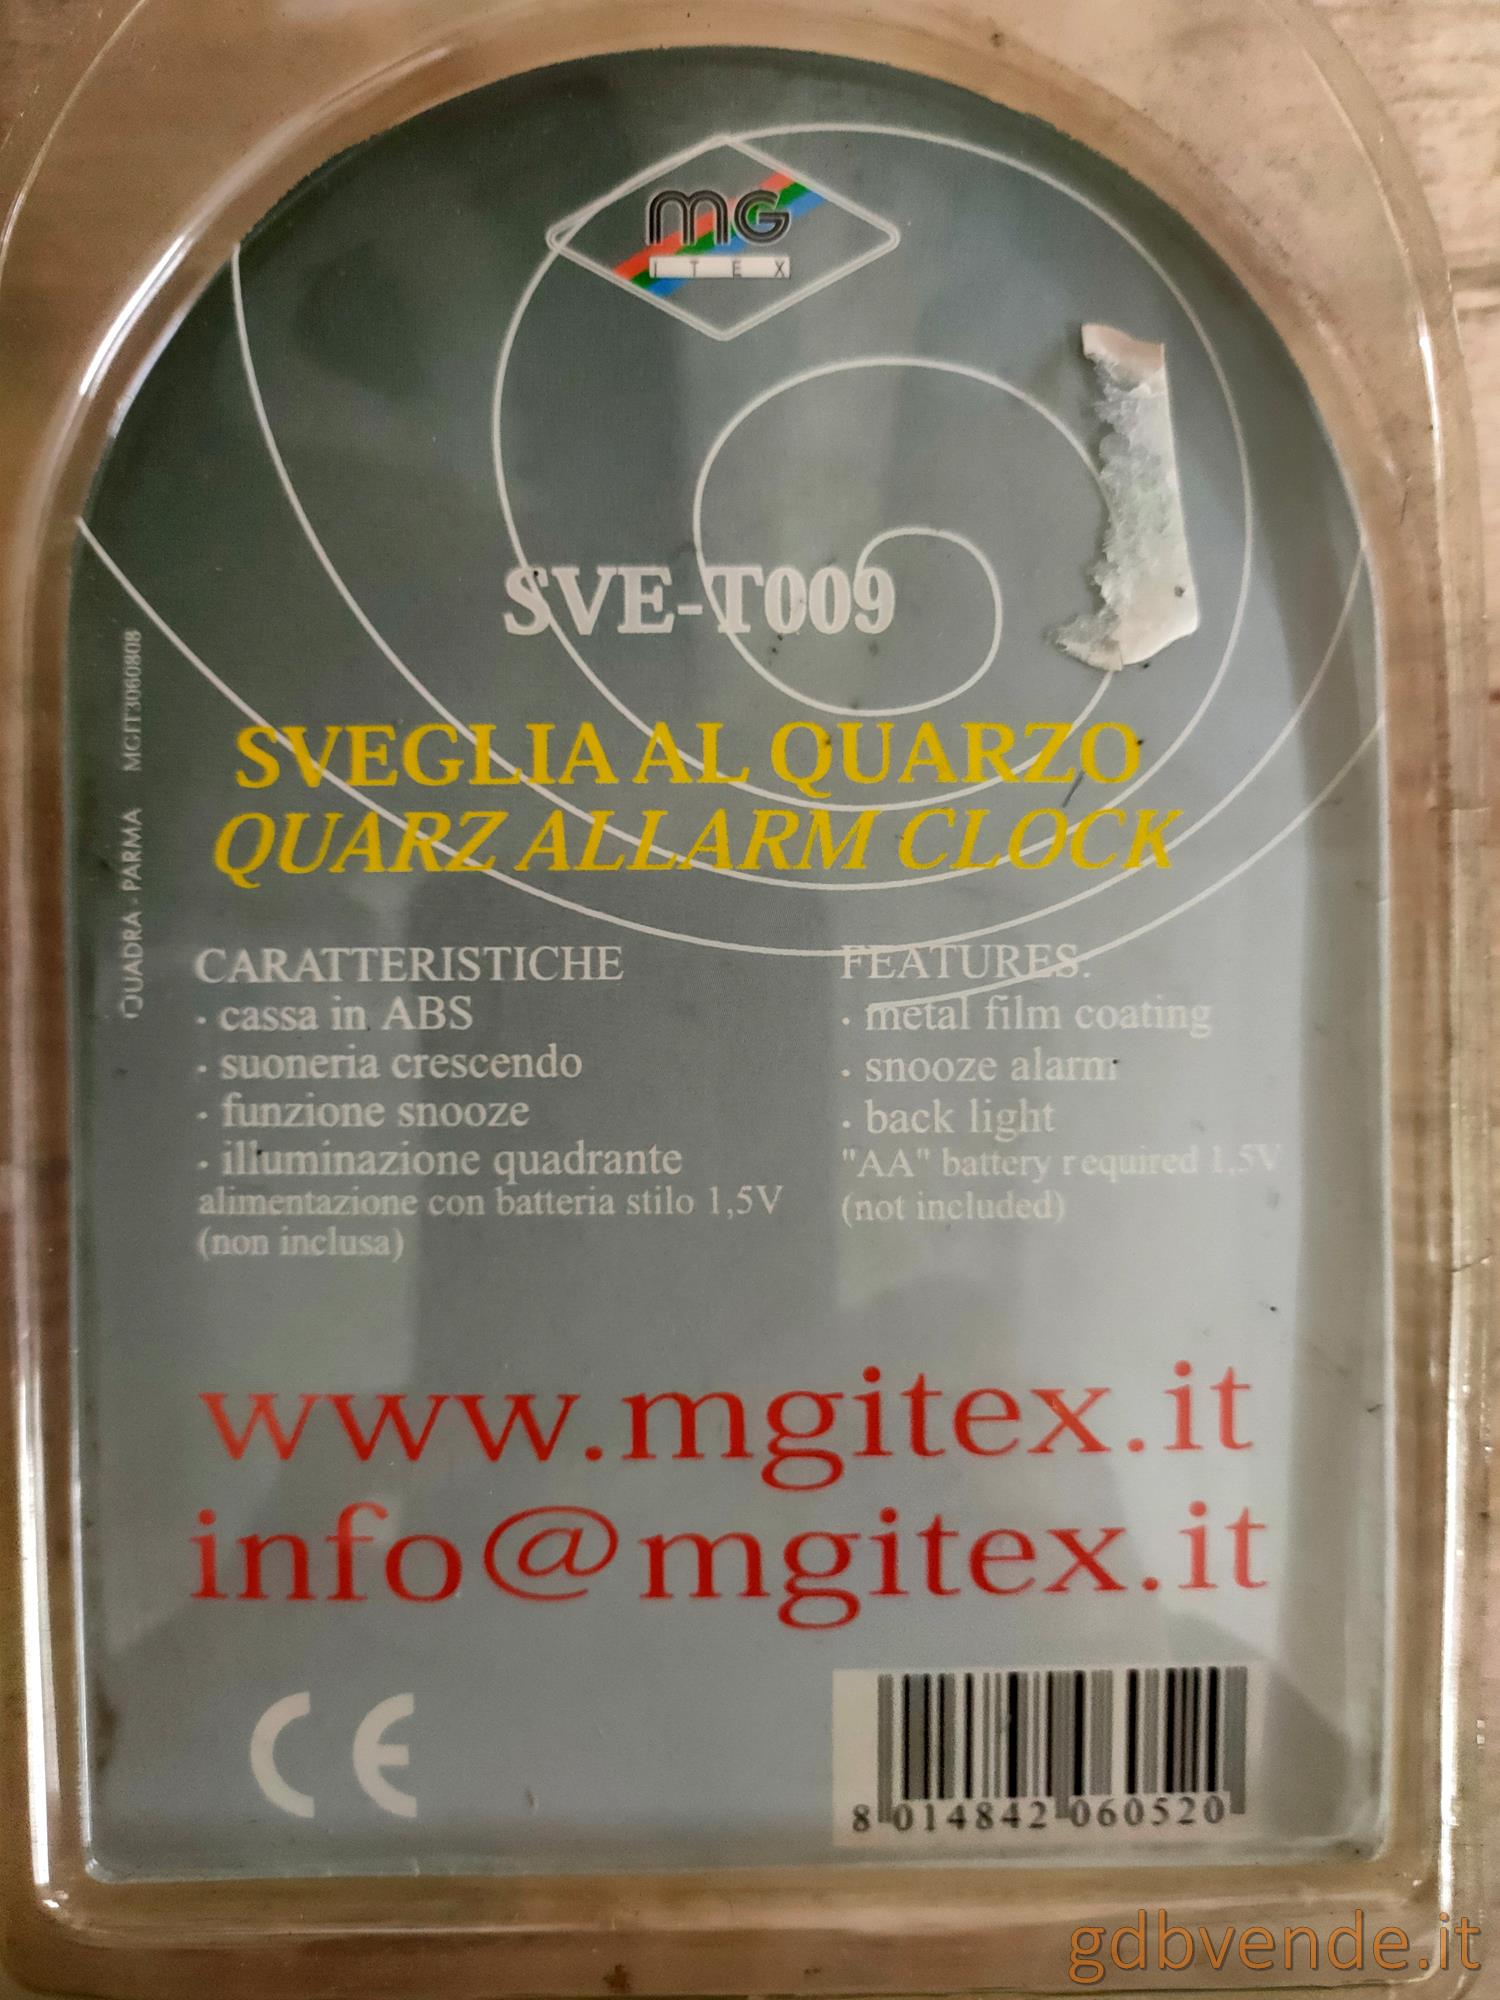 MG
ITEX
SVE-T009
SVEGLIA AL QUARZO
QUARZ ALLARM CLOCK
QUADRA - PARMA MGIT3060808
CARATTERISTICHE
· cassa in ABS
· suoneria crescendo
· funzione snooze
· illuminazione quadrante
alimentazione con batteria stilo 1,5V
(non inclusa)
FEATURES:
· metal film coating
· snooze alarm
· back light
"AA" battery required 1,5V
(not included)
www.mgitex.it
info@mgitex.it
CE
8 014842 060520
gdbvende.it